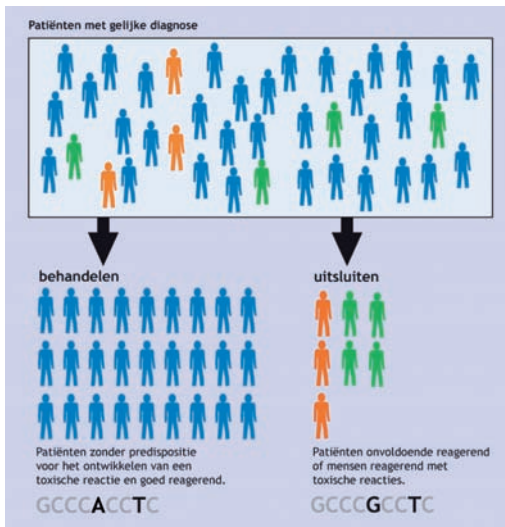 Patiënten met gelijke diagnose
behandelen
uitsluiten
Patiënten zonder predispositie
voor het ontwikkelen van een
toxische reactie en goed reagerend.
GCCCACCTC
Patiënten onvoldoende reagerend
of mensen reagerend met
toxische reacties.
GCCCGCCTC